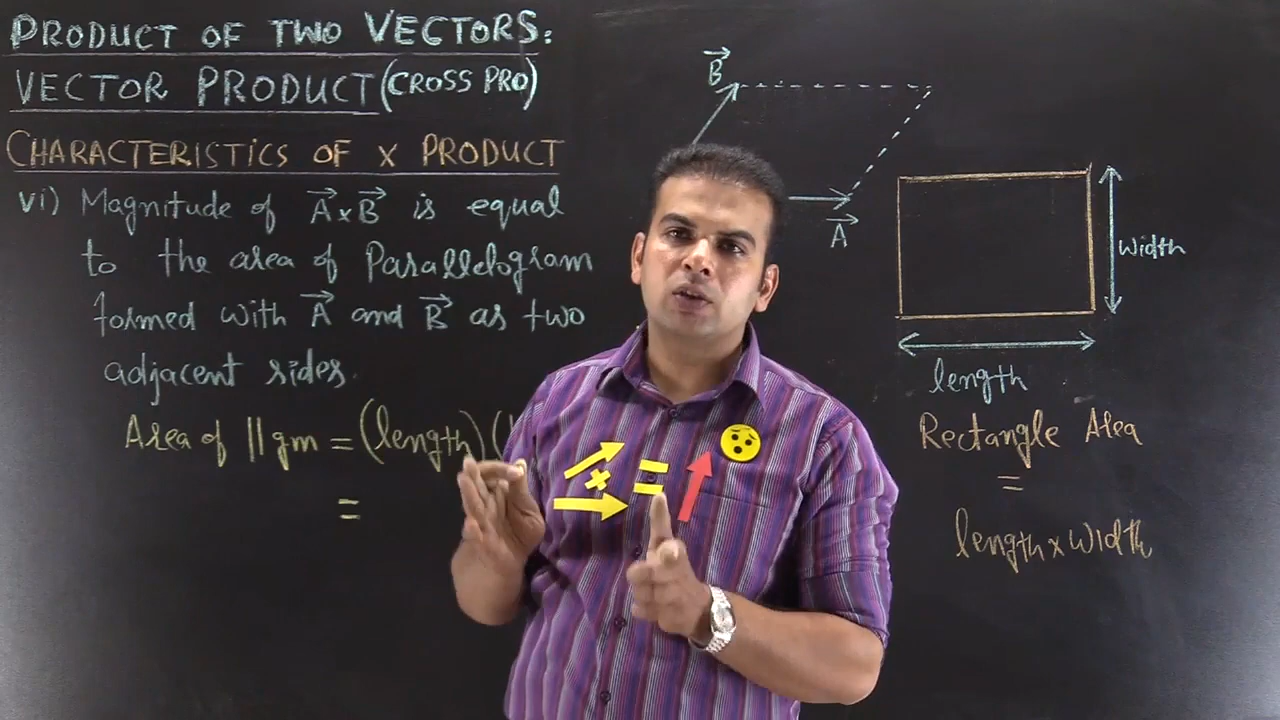 PRODUCT OF TWO VECTORS:
VECTOR PRODUCT (CROSS PRO)
CHARACTERISTICS OF × PRODUCT
vi) Magnitude of A⃗×B⃗ is equal
to the area of Parallelogram
formed with A⃗ and B⃗ as two
adjacent sides.
Area of ||gm = (length)(
=
B⃗
A⃗
width
length
Rectangle Area
=
length × width